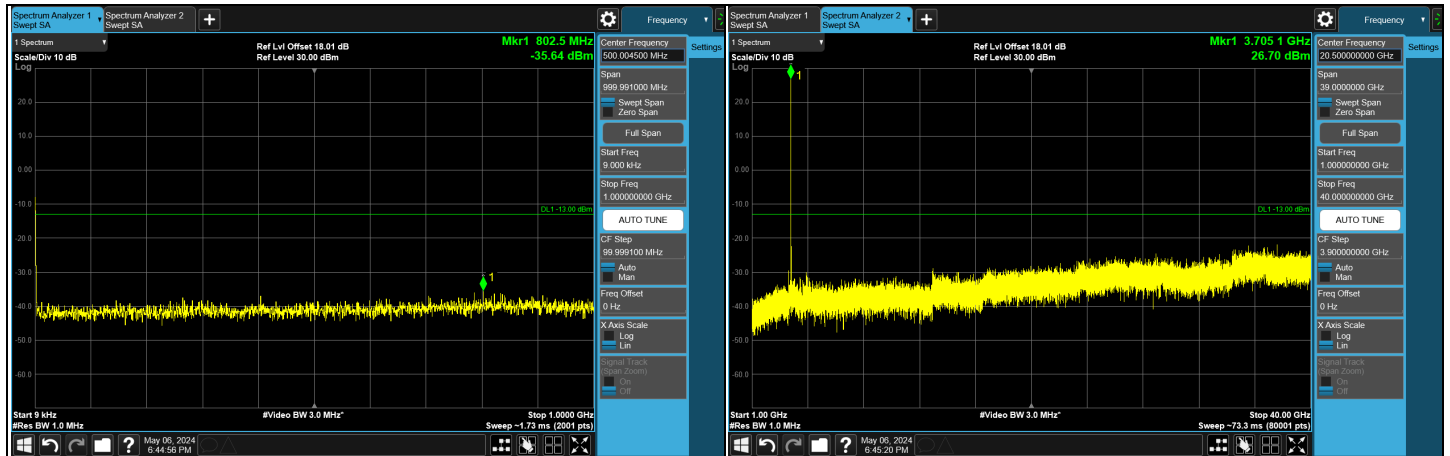 Spectrum Analyzer 1
Swept SA
Spectrum Analyzer 2
Swept SA
Frequency
1 Spectrum
Scale/Div 10 dB
Log
Ref Lvl Offset 18.01 dB
Ref Level 30.00 dBm
Mkr1 802.5 MHz
-35.64 dBm
20.0
10.0
0.00
-10.0
-20.0
-30.0
-40.0
-50.0
-60.0
DL1 -13.00 dBm
1
Start 9 kHz
#Res BW 1.0 MHz
#Video BW 3.0 MHz*
Stop 1.0000 GHz
Sweep ~1.73 ms (2001 pts)
May 06, 2024
6:44:56 PM
Center Frequency
500.004500 MHz
Settings
Span
999.991000 MHz
Swept Span
Zero Span
Full Span
Start Freq
9.000 kHz
Stop Freq
1.000000000 GHz
AUTO TUNE
CF Step
99.999100 MHz
Auto
Man
Freq Offset
0 Hz
X Axis Scale
Log
Lin
Signal Track
(Span Zoom)
On
Off
Spectrum Analyzer 1
Swept SA
Spectrum Analyzer 2
Swept SA
Frequency
1 Spectrum
Scale/Div 10 dB
Log
Ref Lvl Offset 18.01 dB
Ref Level 30.00 dBm
Mkr1 3.705 1 GHz
26.70 dBm
1
20.0
10.0
0.00
-10.0
-20.0
-30.0
-40.0
-50.0
-60.0
DL1 -13.00 dBm
Start 1.00 GHz
#Res BW 1.0 MHz
#Video BW 3.0 MHz*
Stop 40.00 GHz
Sweep ~73.3 ms (80001 pts)
May 06, 2024
6:45:20 PM
Center Frequency
20.500000000 GHz
Settings
Span
39.0000000 GHz
Swept Span
Zero Span
Full Span
Start Freq
1.000000000 GHz
Stop Freq
40.000000000 GHz
AUTO TUNE
CF Step
3.900000000 GHz
Auto
Man
Freq Offset
0 Hz
X Axis Scale
Log
Lin
Signal Track
(Span Zoom)
On
Off